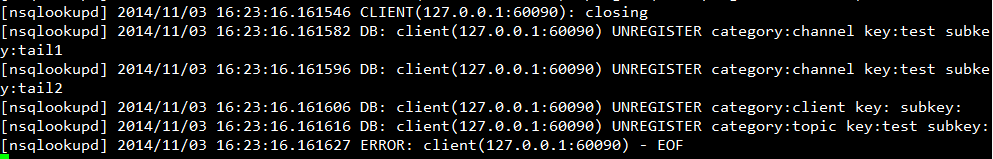 [nsqlookupd] 2014/11/03 16:23:16.161546 CLIENT(127.0.0.1:60090): closing
[nsqlookupd] 2014/11/03 16:23:16.161582 DB: client(127.0.0.1:60090) UNREGISTER category:channel key:test subke
y:tail1
[nsqlookupd] 2014/11/03 16:23:16.161596 DB: client(127.0.0.1:60090) UNREGISTER category:channel key:test subke
y:tail2
[nsqlookupd] 2014/11/03 16:23:16.161606 DB: client(127.0.0.1:60090) UNREGISTER category:client key: subkey:
[nsqlookupd] 2014/11/03 16:23:16.161616 DB: client(127.0.0.1:60090) UNREGISTER category:topic key:test subkey:
[nsqlookupd] 2014/11/03 16:23:16.161627 ERROR: client(127.0.0.1:60090) - EOF